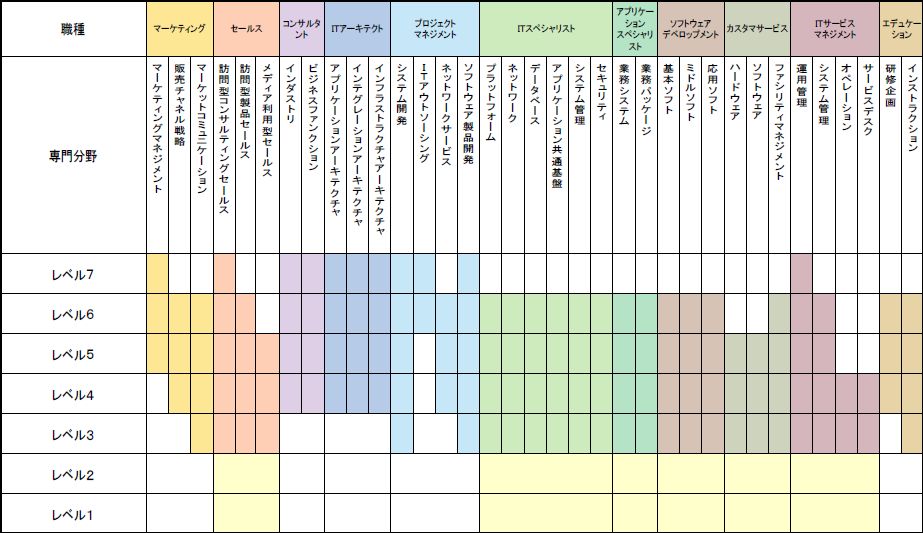 職種
マーケティング
セールス
コンサルタ
ント
ITアーキテクト
プロジェクト
マネジメント
ITスペシャリスト
アプリケー
ション
スペシャリ
スト
ソフトウェア
デベロップメント
カスタマサービス
ITサービス
マネジメント
エデュケー
ション
専門分野
マーケティングマネジメント
販売チャネル戦略
マーケットコミュニケーション
訪問型コンサルティングセールス
訪問型製品セールス
メディア利用型セールス
インダストリ
ビジネスファンクション
アプリケーションアーキテクチャ
インテグレーションアーキテクチャ
インフラストラクチャアーキテクチャ
システム開発
ITアウトソーシング
ネットワークサービス
ソフトウェア製品開発
プラットフォーム
ネットワーク
データベース
アプリケーション共通基盤
システム管理
セキュリティ
業務システム
業務パッケージ
基本ソフト
ミドルソフト
応用ソフト
ハードウェア
ソフトウェア
ファシリティマネジメント
運用管理
システム管理
オペレーション
サービスデスク
研修企画
インストラクション
レベル7
レベル6
レベル5
レベル4
レベル3
レベル2
レベル1